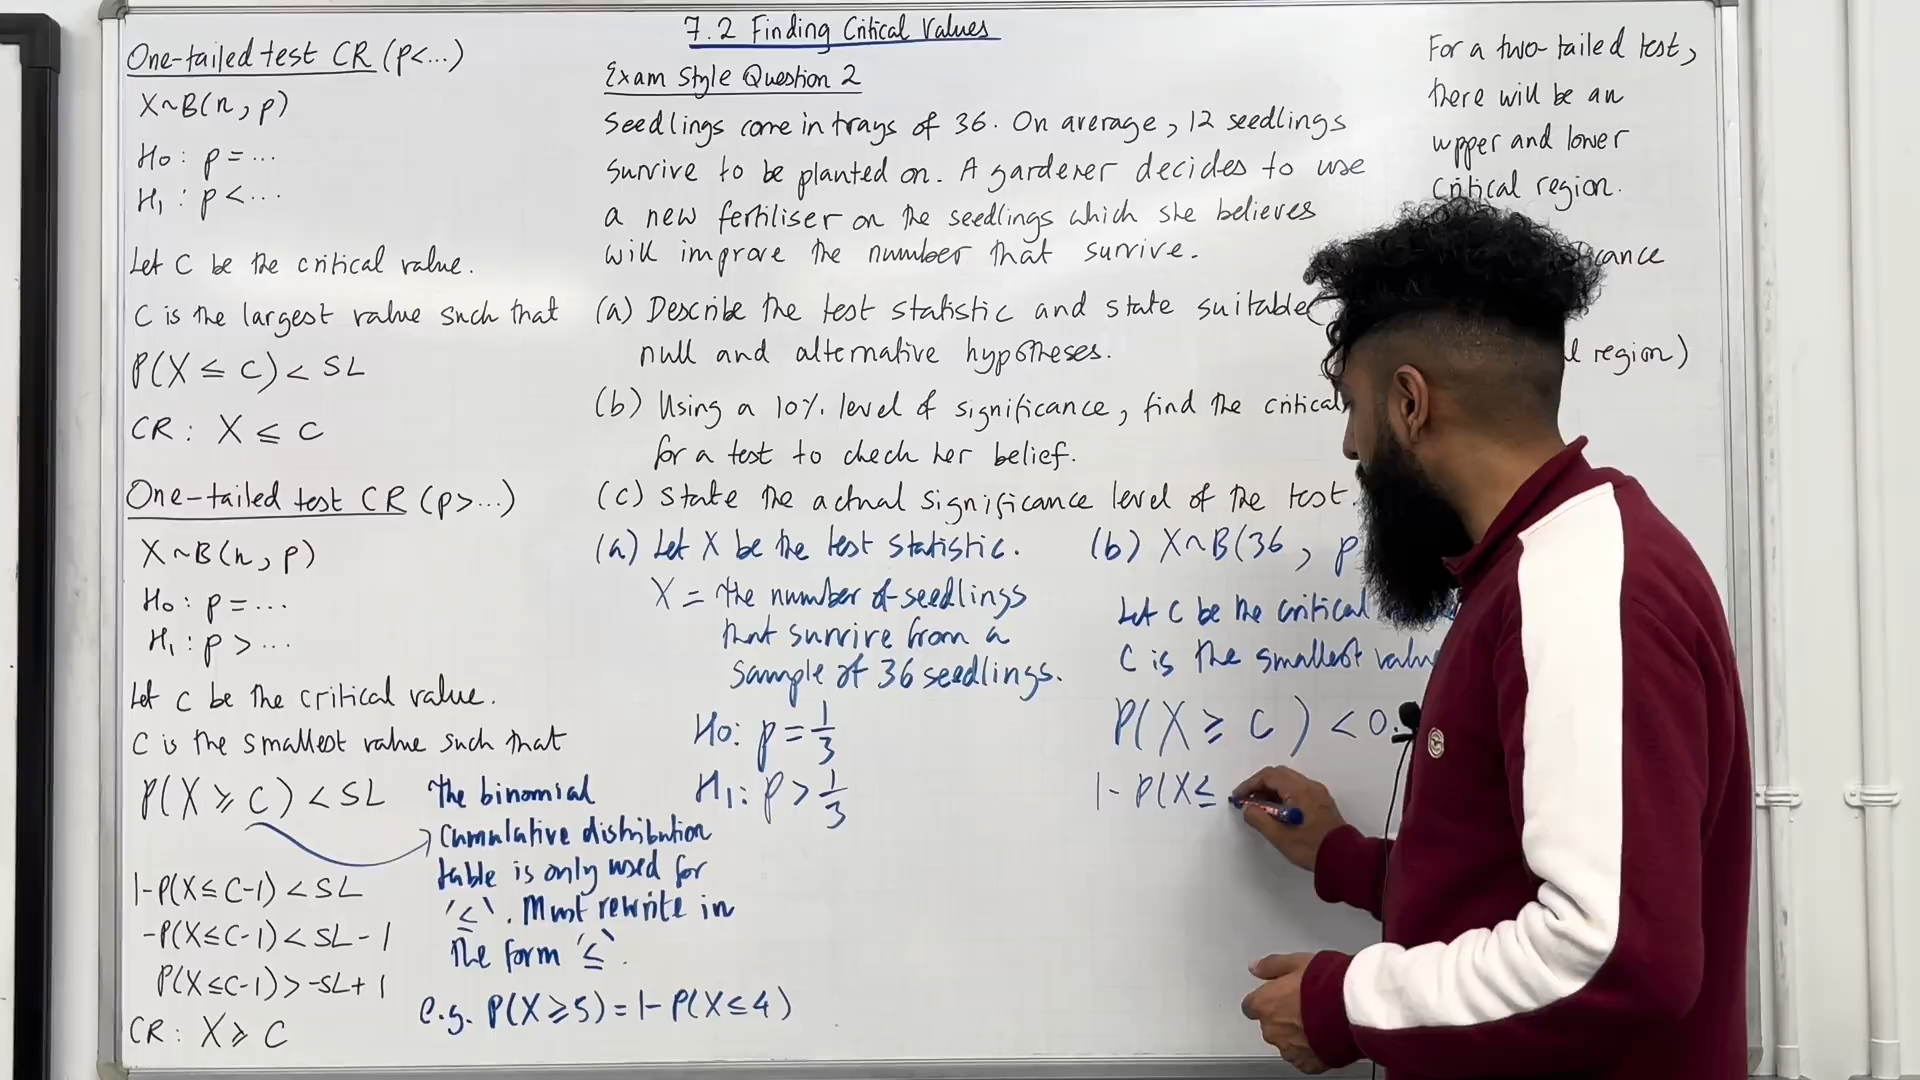 7.2 Finding Critical Values
One-tailed test CR (p<...)
X~B(n, p)
H₀: p = ...
H₁: p < ...
Let C be the critical value.
C is the largest value such that
P(X ≤ C) < SL
CR: X ≤ C
One-tailed test CR (p>...)
X~B(n, p)
H₀: p = ...
H₁: p > ...
Let C be the critical value.
C is the smallest value such that
P(X ≥ C) < SL
1-P(X≤C-1) < SL
-P(X≤C-1) < SL-1
P(X≤C-1) > -SL+1
CR: X ≥ C
the binomial
cumulative distribution
table is only used for
'≤'. Must rewrite in
the form '≤'.
e.g. P(X≥5) = 1-P(X≤4)
Exam Style Question 2
Seedlings come in trays of 36. On average, 12 seedlings
survive to be planted on. A gardener decides to use
a new fertiliser on the seedlings which she believes
will improve the number that survive.
(a) Describe the test statistic and state suitable
null and alternative hypotheses.
(b) Using a 10% level of significance, find the critical
for a test to check her belief.
(c) State the actual significance level of the test.
(a) Let X be the test statistic.
X = the number of seedlings
that survive from a
sample of 36 seedlings.
H₀: p = 1/3
H₁: p > 1/3
(b) X~B(36, p
Let C be the critical
C is the smallest value
P(X ≥ C) < 0.
1-P(X≤
For a two-tailed test,
there will be an
upper and lower
critical region.
region)